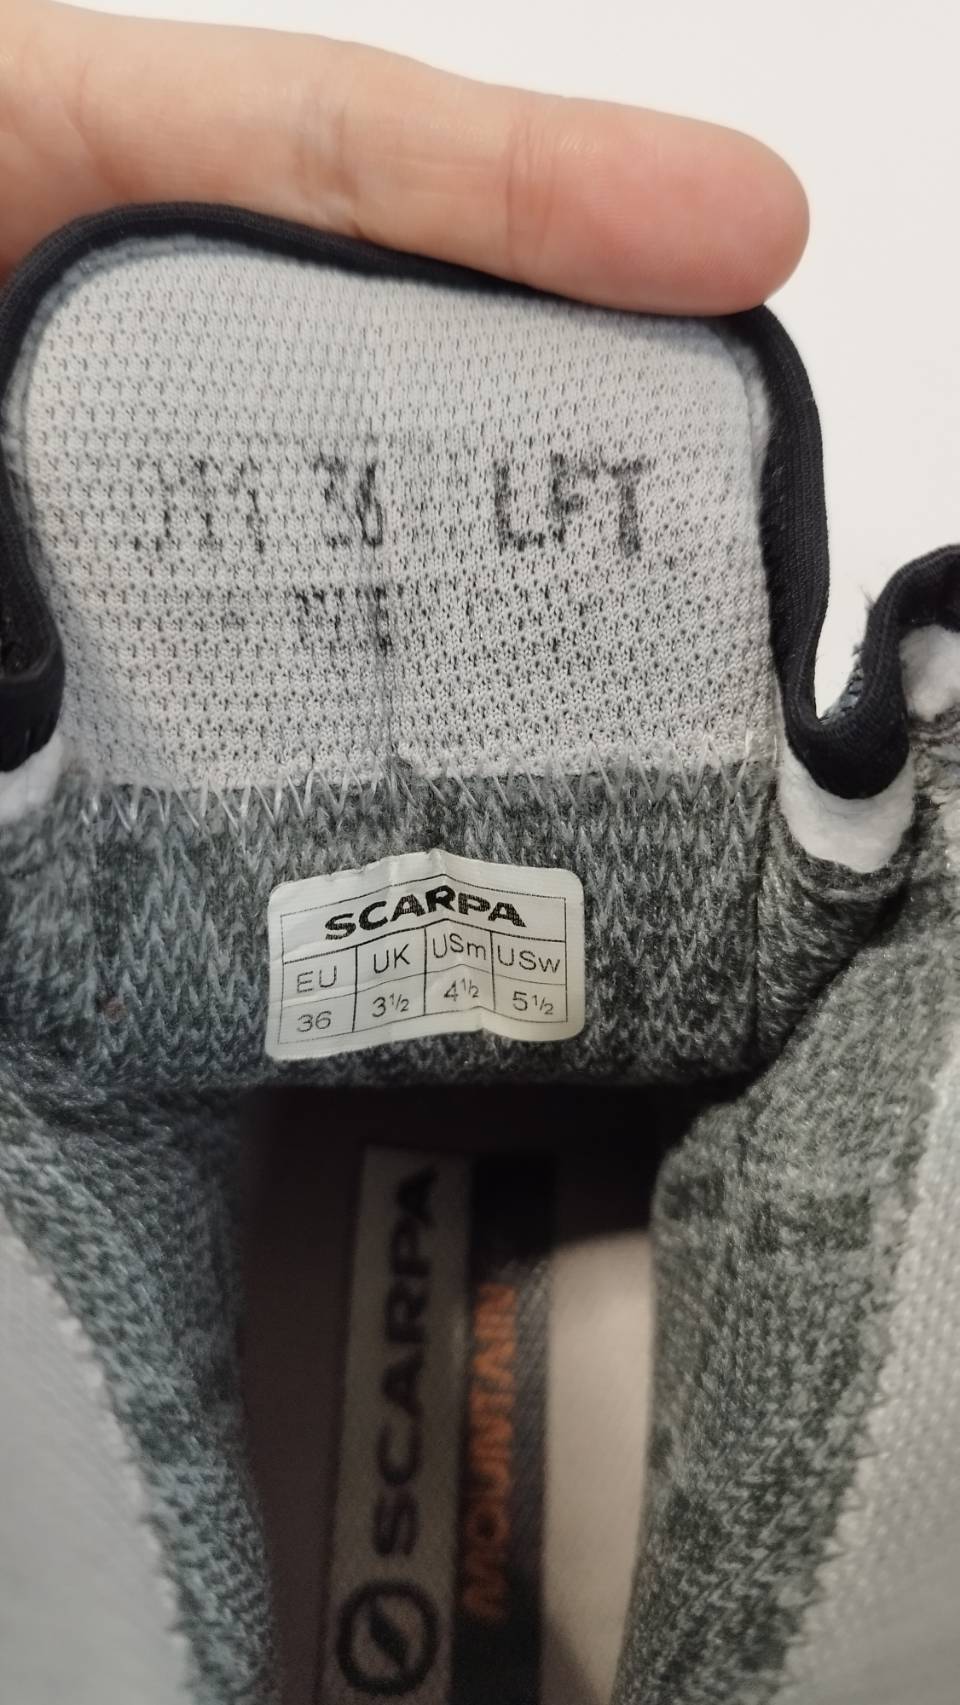 36 LFT
SCARPA
EU UK USm USw
36 3½ 4½ 5½
SCARPA
MOUNTAIN